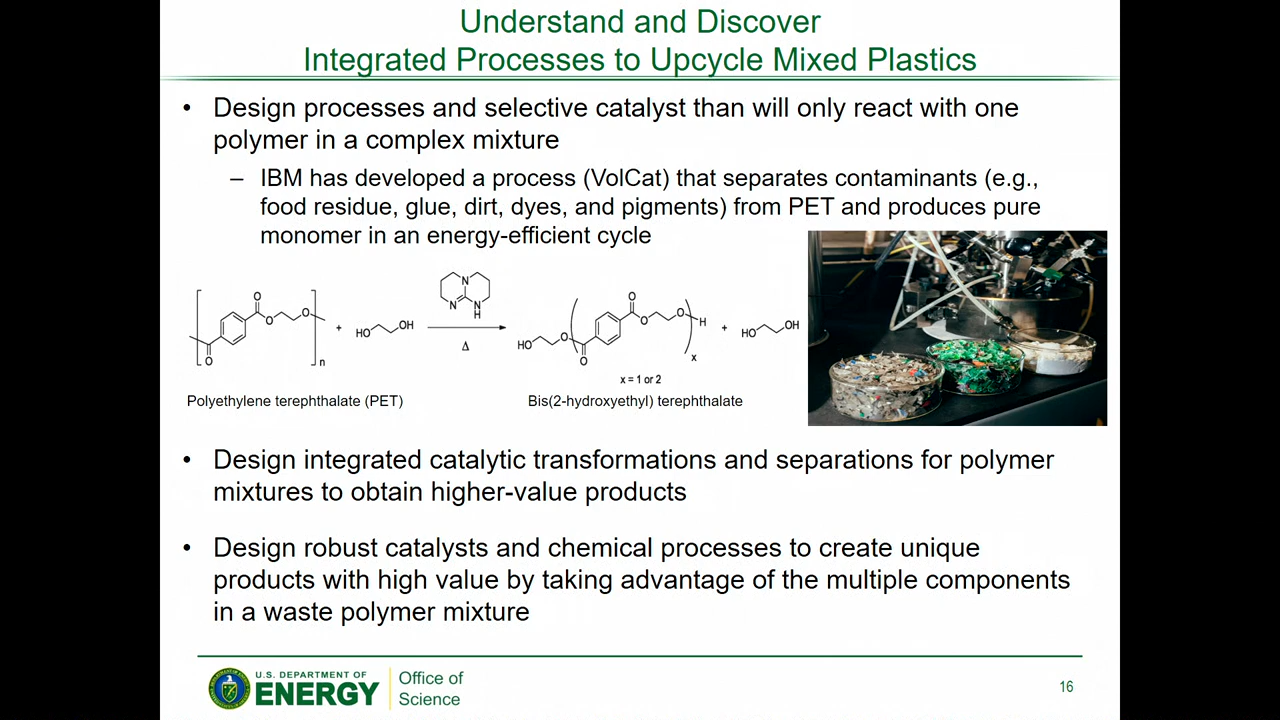 Understand and Discover
Integrated Processes to Upcycle Mixed Plastics
• Design processes and selective catalyst than will only react with one
polymer in a complex mixture
– IBM has developed a process (VolCat) that separates contaminants (e.g.,
food residue, glue, dirt, dyes, and pigments) from PET and produces pure
monomer in an energy-efficient cycle
O
O
O
O
n
+
HO
OH
N
N
N
H
Δ
HO
O
O
O
O
O
H
x
x = 1 or 2
+
HO
OH
Polyethylene terephthalate (PET)
Bis(2-hydroxyethyl) terephthalate
• Design integrated catalytic transformations and separations for polymer
mixtures to obtain higher-value products
• Design robust catalysts and chemical processes to create unique
products with high value by taking advantage of the multiple components
in a waste polymer mixture
U.S. DEPARTMENT OF
ENERGY
Office of
Science
16